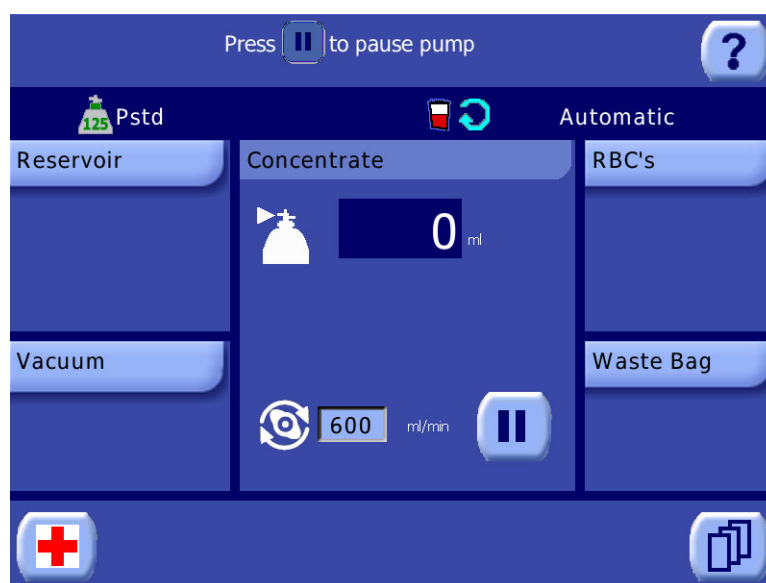 Press to pause pump
?
125 Pstd
Automatic
Reservoir
Concentrate
RBC's
0 ml
Vacuum
Waste Bag
600 ml/min